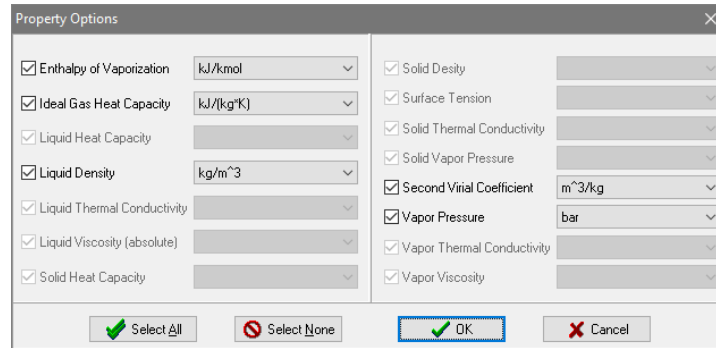 Property Options
Enthalpy of Vaporization kJ/kmol
Ideal Gas Heat Capacity kJ/(kg*K)
Liquid Heat Capacity
Liquid Density kg/m^3
Liquid Thermal Conductivity
Liquid Viscosity (absolute)
Solid Heat Capacity
Solid Desity
Surface Tension
Solid Thermal Conductivity
Solid Vapor Pressure
Second Virial Coefficient m^3/kg
Vapor Pressure bar
Vapor Thermal Conductivity
Vapor Viscosity
Select All Select None OK Cancel